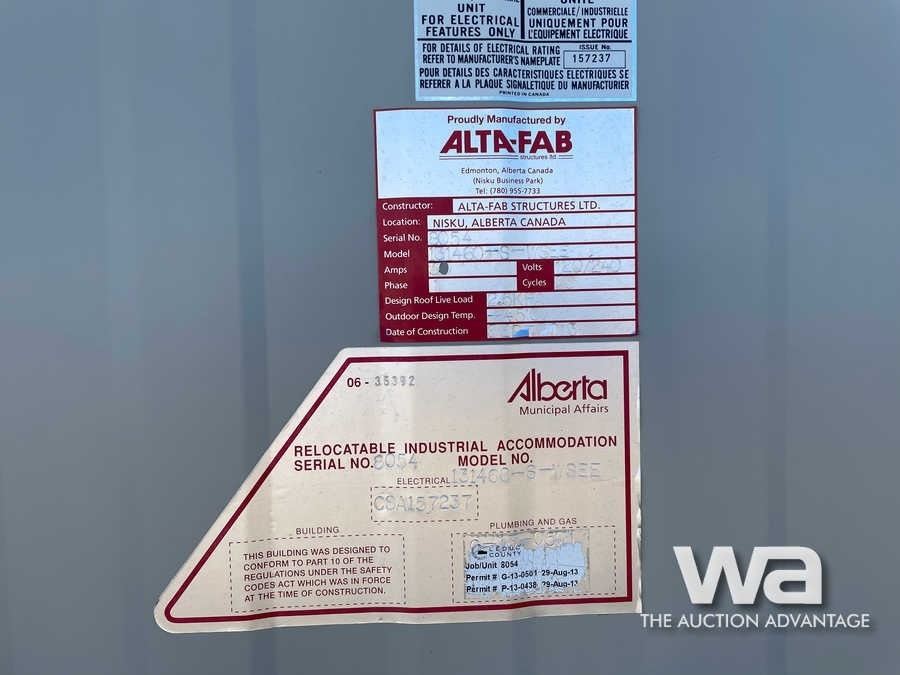 UNIT
FOR ELECTRICAL
FEATURES ONLY
UNITÉ
COMMERCIALE/INDUSTRIELLE
UNIQUEMENT POUR
L'EQUIPEMENT ELECTRIQUE
FOR DETAILS OF ELECTRICAL RATING
REFER TO MANUFACTURER'S NAMEPLATE
ISSUE No.
157237
POUR DETAILS DES CARACTERISTIQUES ELECTRIQUES SE
REFERER A LA PLAQUE SIGNALETIQUE DU MANUFACTURIER
PRINTED IN CANADA
Proudly Manufactured by
ALTA-FAB
structures ltd
Edmonton, Alberta Canada
(Nisku Business Park)
Tel: (780) 955-7733
Constructor: ALTA-FAB STRUCTURES LTD.
Location: NISKU, ALBERTA CANADA
Serial No. 8054
Model
Amps Volts 120/240
Phase 1 Cycles
Design Roof Live Load
Outdoor Design Temp.
Date of Construction
06 - 35392
Alberta
Municipal Affairs
RELOCATABLE INDUSTRIAL ACCOMMODATION
SERIAL NO. 8054 MODEL NO.
ELECTRICAL 131460-S-WSEE
CSA157237
BUILDING
THIS BUILDING WAS DESIGNED TO
CONFORM TO PART 10 OF THE
REGULATIONS UNDER THE SAFETY
CODES ACT WHICH WAS IN FORCE
AT THE TIME OF CONSTRUCTION.
PLUMBING AND GAS
LEDUC
COUNTY
Job/Unit 8054
Permit # G-13-0501 29-Aug-13
Permit # P-13-0438 29-Aug-13
wa
THE AUCTION ADVANTAGE